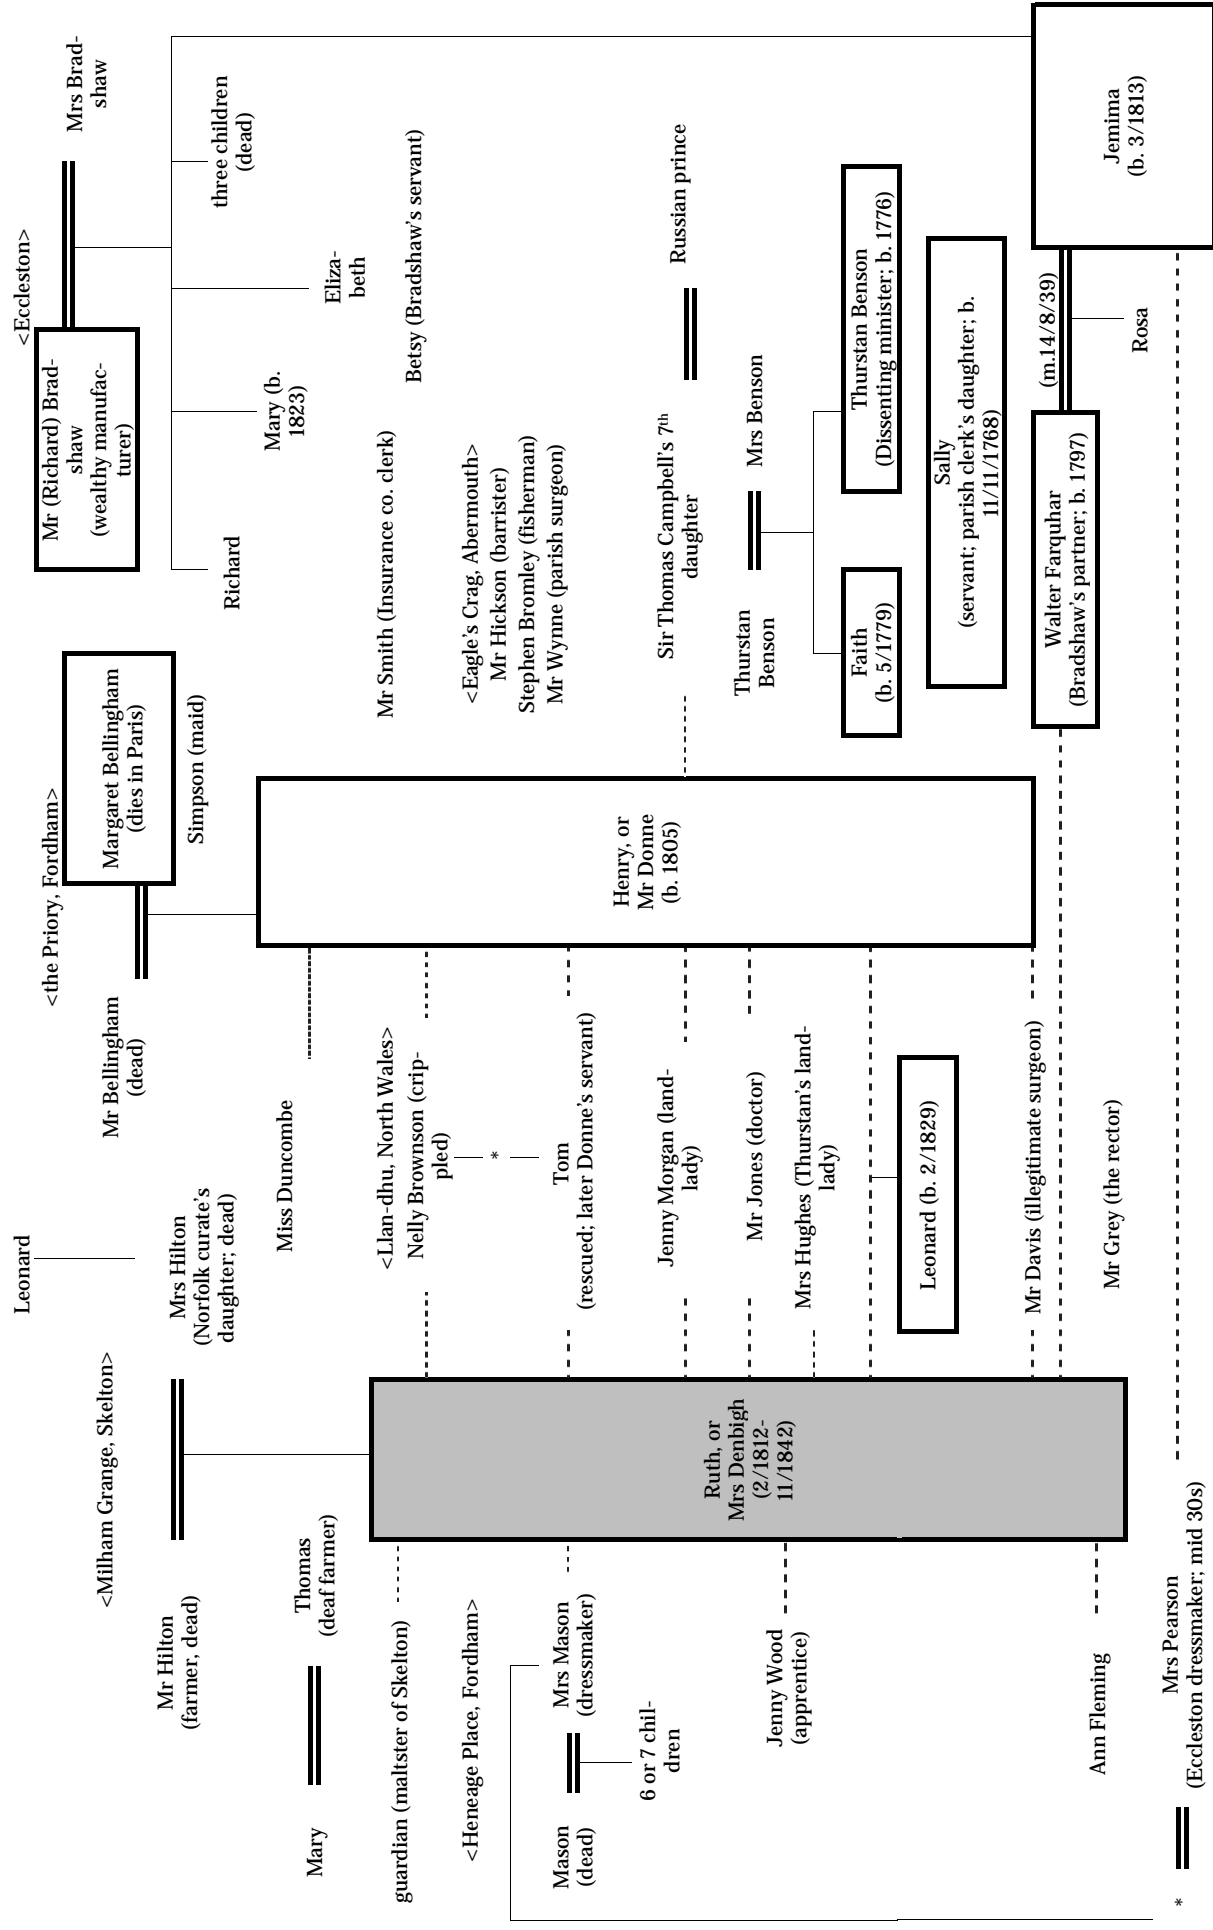 Leonard
<Milham Grange, Skelton>
<the Priory, Fordham>
<Eccleston>
Mr Hilton
(farmer, dead)
Mrs Hilton
(Norfolk curate's
daughter; dead)
Mr Bellingham
(dead)
Margaret Bellingham
(dies in Paris)
Simpson (maid)
Mr (Richard) Brad-
shaw
(wealthy manufac-
turer)
Mrs Brad-
shaw
Richard
Mary (b.
1823)
Eliza-
beth
three children
(dead)
Mary
Thomas
(deaf farmer)
Miss Duncombe
guardian (maltster of Skelton)
<Llan-dhu, North Wales>
Nelly Brownson (crip-
pled)
*
Tom
(rescued; later Donne's servant)
Mr Smith (Insurance co. clerk)
Betsy (Bradshaw's servant)
<Eagle's Crag, Abermouth>
Mr Hickson (barrister)
Stephen Bromley (fisherman)
Mr Wynne (parish surgeon)
<Heneage Place, Fordham>
Mason
(dead)
Mrs Mason
(dressmaker)
6 or 7 chil-
dren
Ruth, or
Mrs Denbigh
(2/1812-
11/1842)
Jenny Morgan (land-
lady)
Mr Jones (doctor)
Mrs Hughes (Thurstan's land-
lady)
Henry, or
Mr Donne
(b. 1805)
Sir Thomas Campbell's 7th
daughter
Russian prince
Thurstan
Benson
Mrs Benson
Jenny Wood
(apprentice)
Leonard (b. 2/1829)
Faith
(b. 5/1779)
Thurstan Benson
(Dissenting minister; b. 1776)
Sally
(servant; parish clerk's daughter; b.
11/11/1768)
Mr Davis (illegitimate surgeon)
Walter Farquhar
(Bradshaw's partner; b. 1797)
(m.14/8/39)
Jemima
(b. 3/1813)
Rosa
Ann Fleming
Mr Grey (the rector)
*
Mrs Pearson
(Eccleston dressmaker; mid 30s)